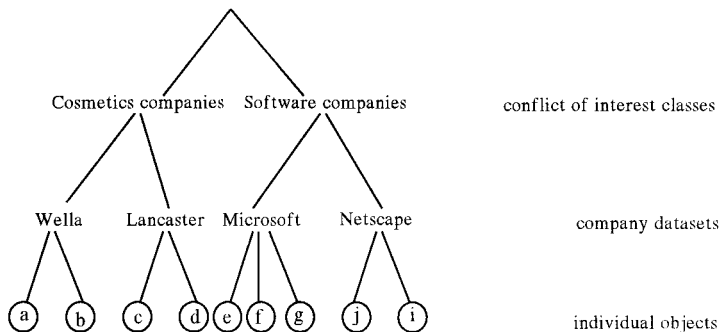 Cosmetics companies Software companies conflict of interest classes
Wella Lancaster Microsoft Netscape company datasets
a b c d e f g j i individual objects